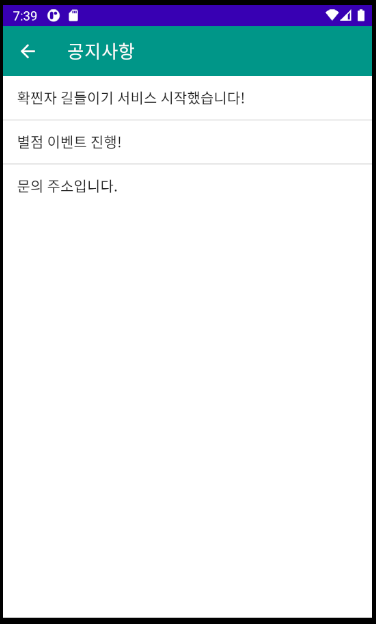 7:39
공지사항
확찐자 길들이기 서비스 시작했습니다!
별점 이벤트 진행!
문의 주소입니다.